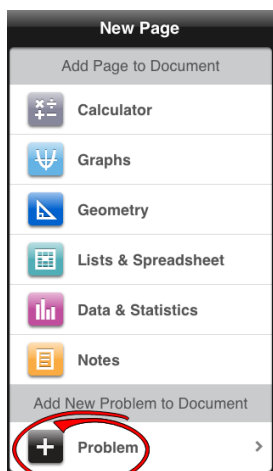 New Page
Add Page to Document
Calculator
Graphs
Geometry
Lists & Spreadsheet
Data & Statistics
Notes
Add New Problem to Document
Problem